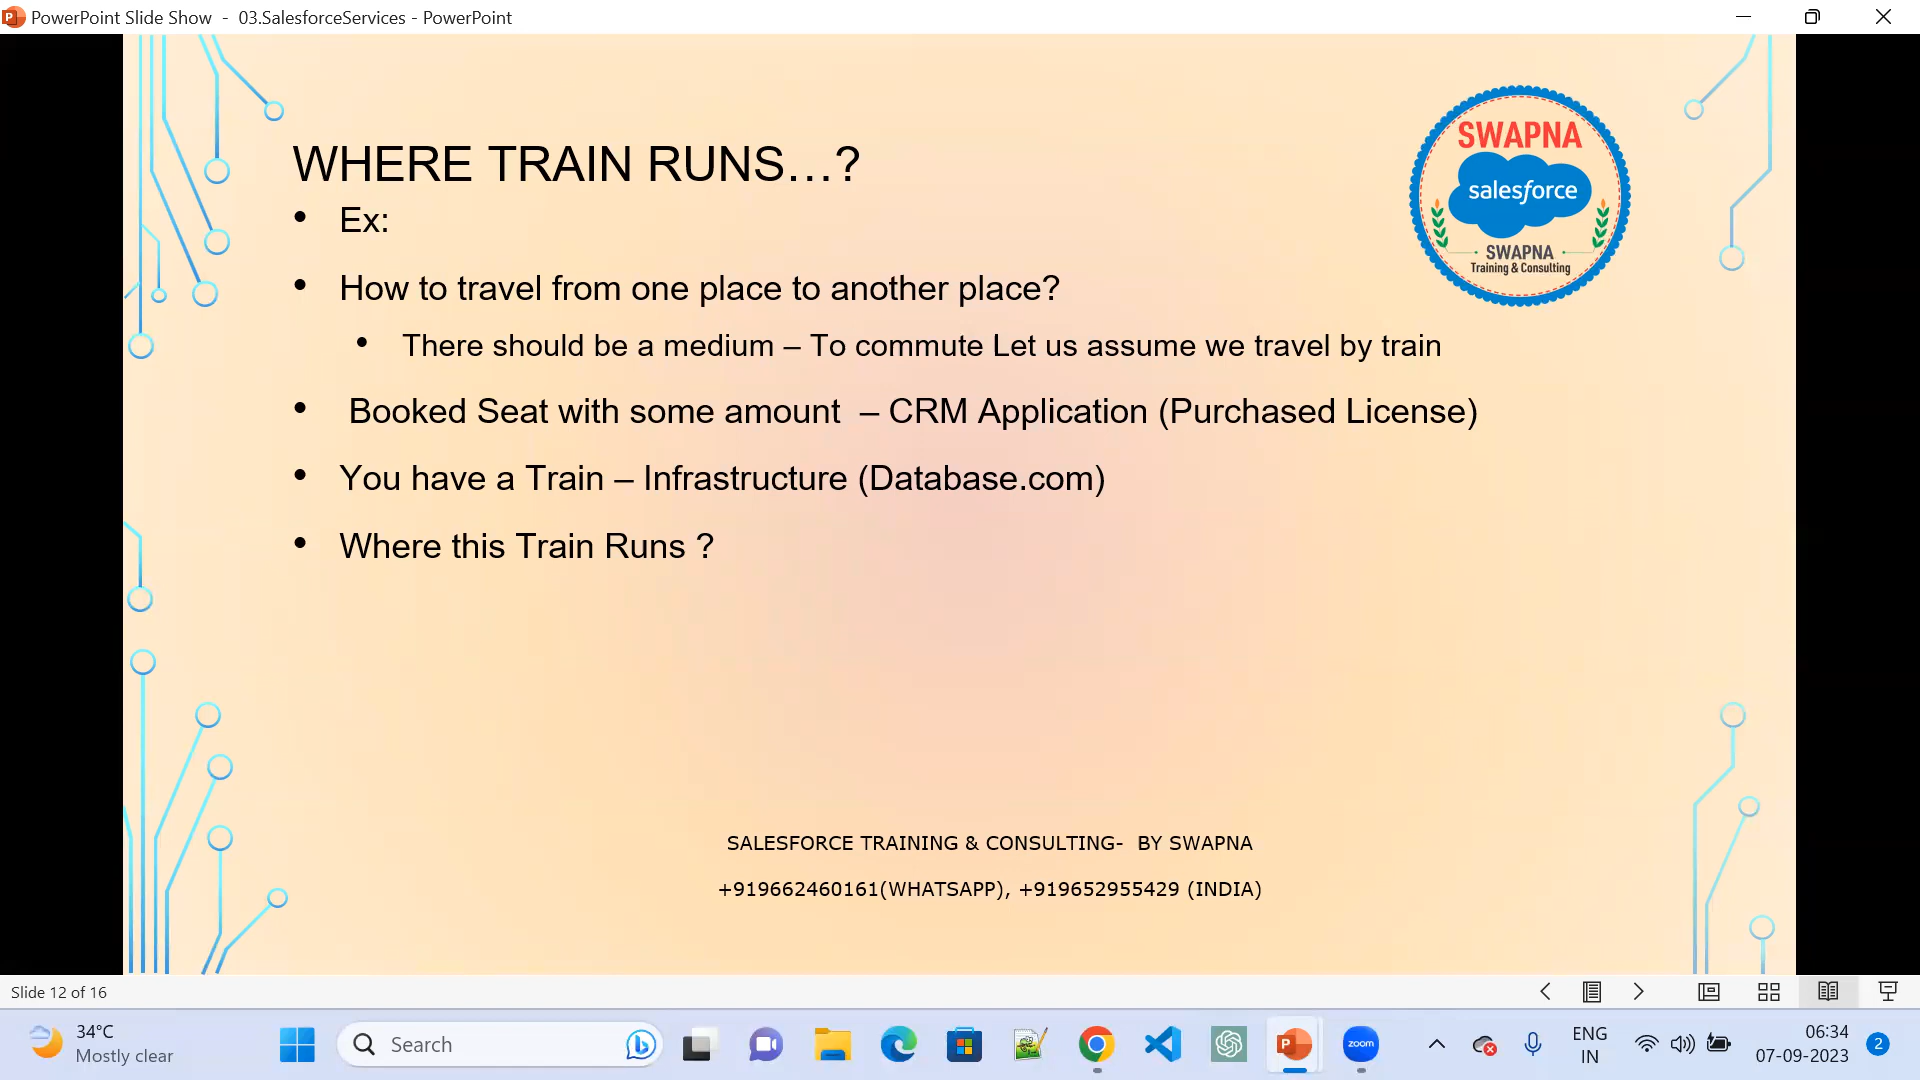 PowerPoint Slide Show - 03.SalesforceServices - PowerPoint
WHERE TRAIN RUNS…?
• Ex:
• How to travel from one place to another place?
• There should be a medium – To commute Let us assume we travel by train
• Booked Seat with some amount – CRM Application (Purchased License)
• You have a Train – Infrastructure (Database.com)
• Where this Train Runs ?
SWAPNA
salesforce
SWAPNA
Training & Consulting
SALESFORCE TRAINING & CONSULTING- BY SWAPNA
+919662460161(WHATSAPP), +919652955429 (INDIA)
Slide 12 of 16
34°C
Mostly clear
Search
zoom
ENG
IN
06:34
07-09-2023
2